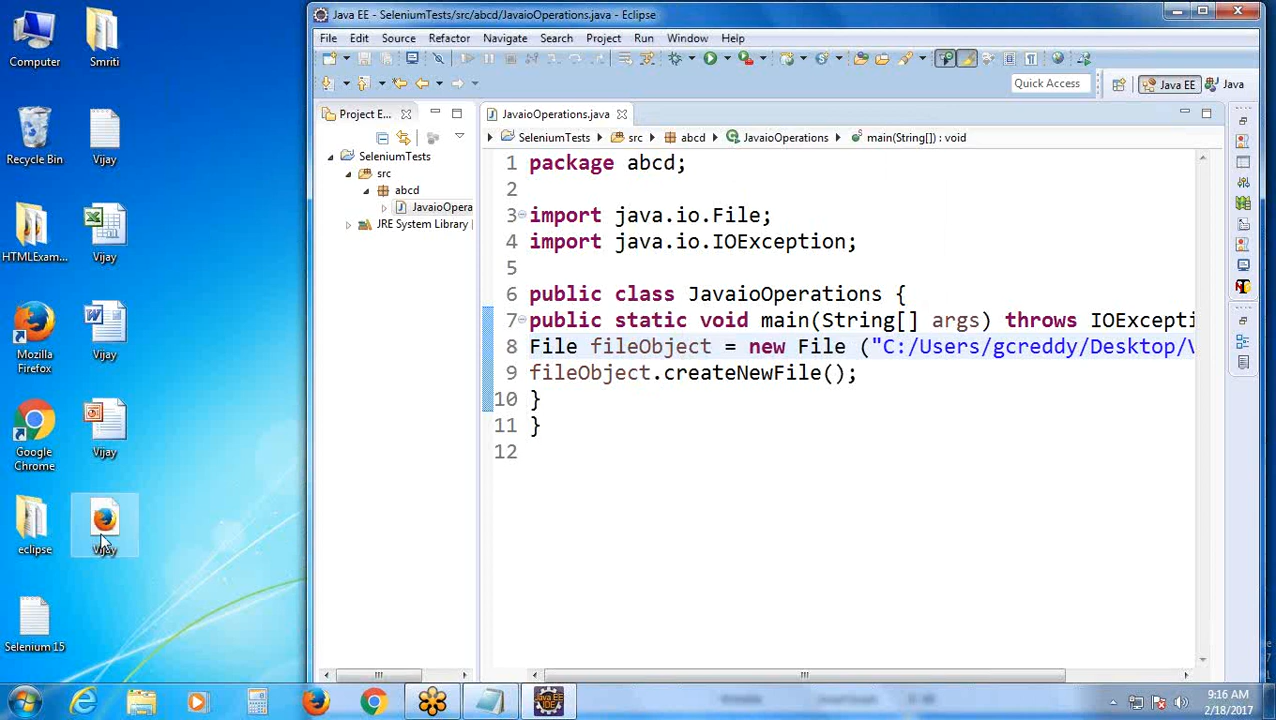 Java EE - SeleniumTests/src/abcd/JavaioOperations.java - Eclipse
File Edit Source Refactor Navigate Search Project Run Window Help
Quick Access
Java EE
Java
Project E...
JavaioOperations.java
SeleniumTests
src
abcd
JavaioOpera
JRE System Library
SeleniumTests src abcd JavaioOperations main(String[]) : void
1 package abcd;
2
3 import java.io.File;
4 import java.io.IOException;
5
6 public class JavaioOperations {
7 public static void main(String[] args) throws IOExcepti
8 File fileObject = new File ("C:/Users/gcreddy/Desktop/V
9 fileObject.createNewFile();
10 }
11 }
12
Computer
Smriti
Recycle Bin
Vijay
HTMLExam...
Vijay
Mozilla
Firefox
Vijay
Google
Chrome
Vijay
eclipse
Vijay
Selenium 15
Java EE
IDE
9:16 AM
2/18/2017